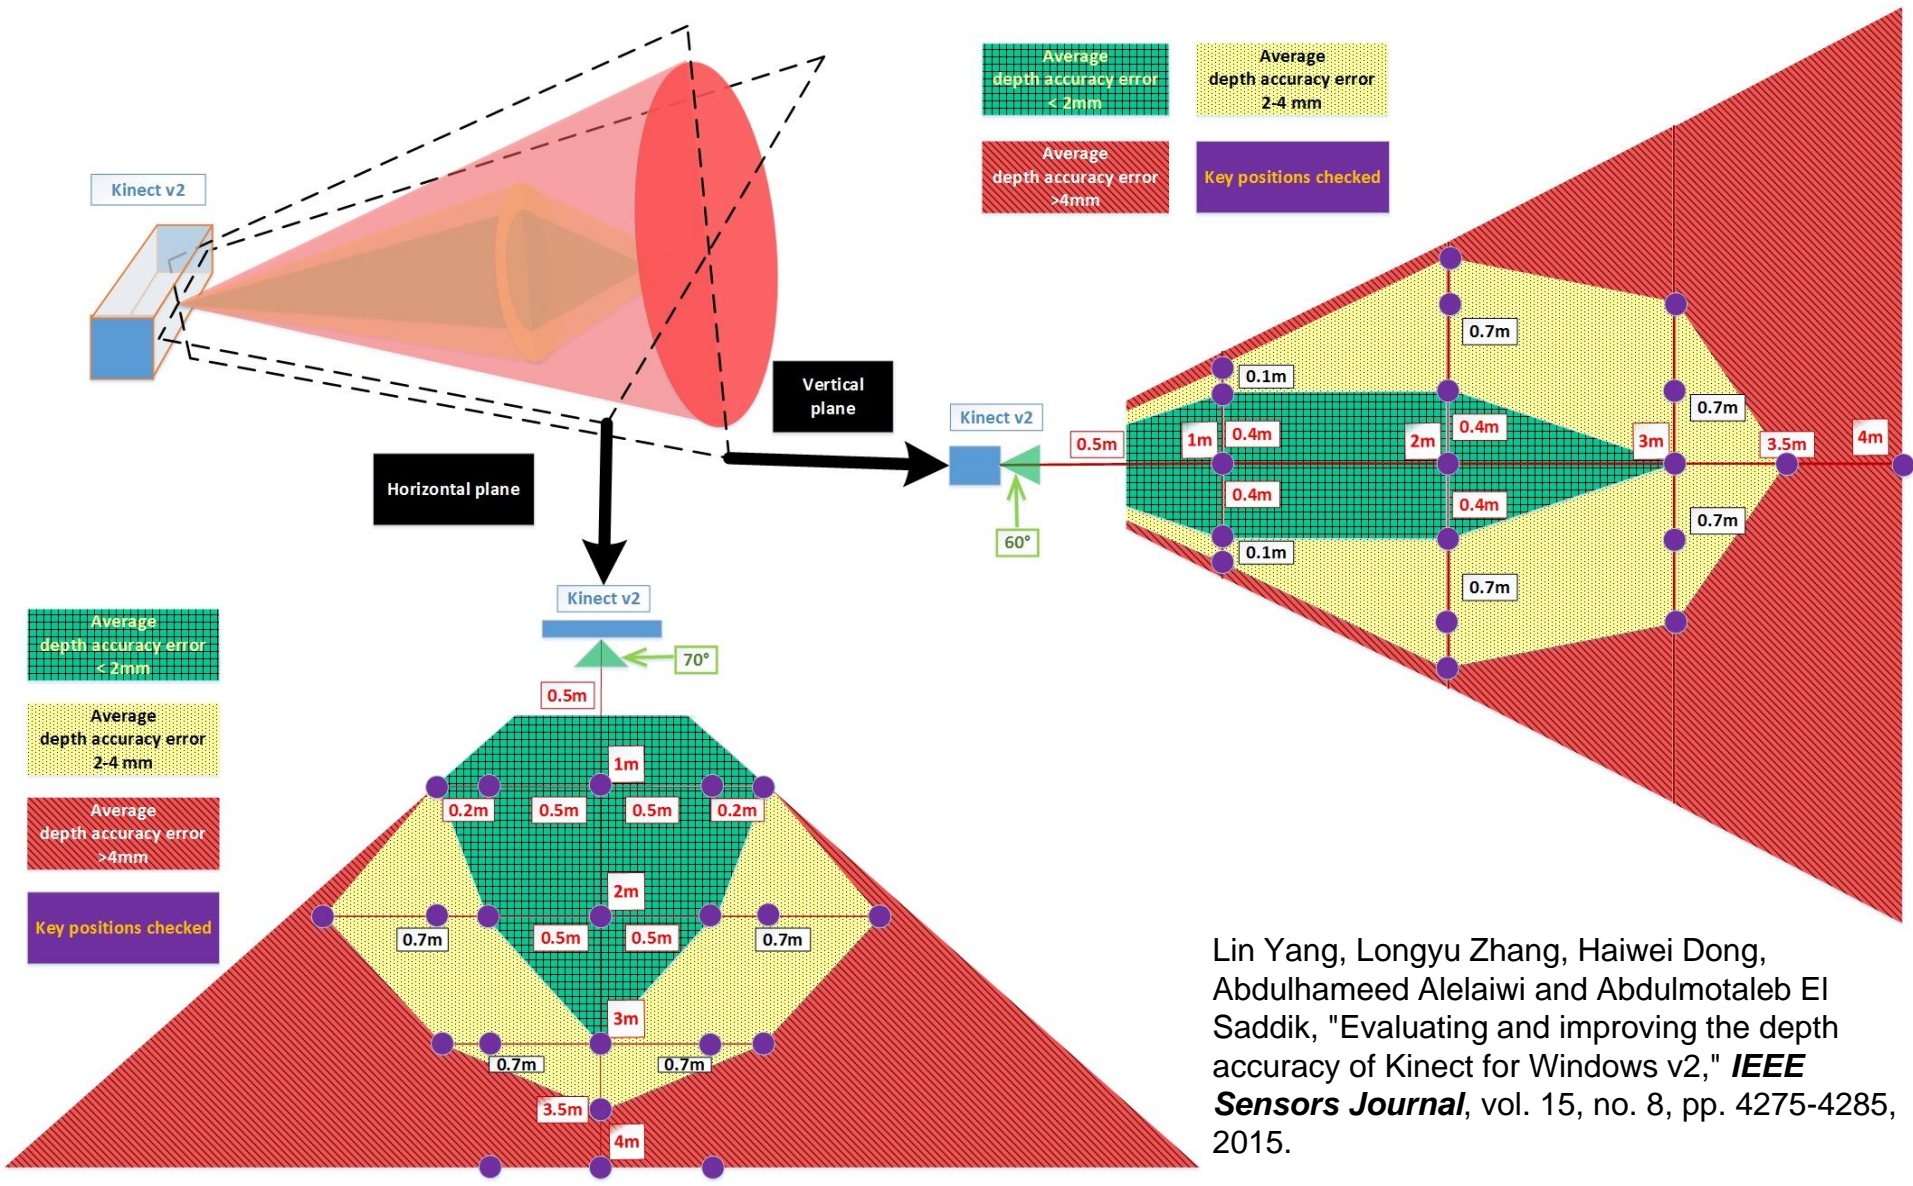 Kinect v2
Average
depth accuracy error
< 2mm
Average
depth accuracy error
2-4 mm
Average
depth accuracy error
>4mm
Key positions checked
Vertical
plane
Horizontal plane
Kinect v2
60°
0.5m
1m
2m
3m
3.5m
4m
0.1m
0.4m
0.4m
0.1m
0.7m
0.4m
0.4m
0.7m
0.7m
0.7m
Kinect v2
70°
0.5m
1m
0.2m
0.5m
0.5m
0.2m
2m
0.7m
0.5m
0.5m
0.7m
3m
0.7m
0.7m
3.5m
4m
Average
depth accuracy error
< 2mm
Average
depth accuracy error
2-4 mm
Average
depth accuracy error
>4mm
Key positions checked
Lin Yang, Longyu Zhang, Haiwei Dong,
Abdulhameed Alelaiwi and Abdulmotaleb El
Saddik, "Evaluating and improving the depth
accuracy of Kinect for Windows v2," IEEE
Sensors Journal, vol. 15, no. 8, pp. 4275-4285,
2015.